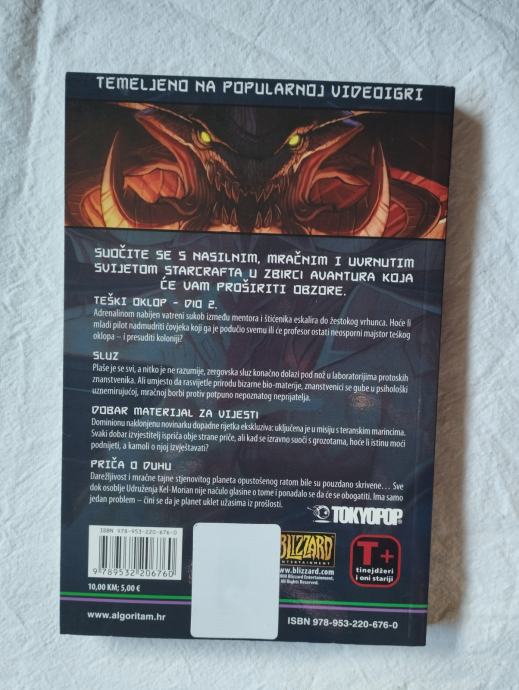 TEMELJENO NA POPULARNOJ VIDEOIGRI
SUOČITE SE S NASILNIM, MRAČNIM I UVRNUTIM
SVIJETOM STARCRAFTA U ZBIRCI AVANTURA KOJA
ĆE VAM PROŠIRITI OBZORE.
TEŠKI OKLOP - DIO 2.
Adrenalinom nabijen vatreni sukob između mentora i štićenika eskalira do žestokog vrhunca. Hoće li
mladi pilot nadmudriti čovjeka koji ga je podučio svemu ili će profesor ostati neosporni majstor teškog
oklopa – i presuditi koloniji?
SLUZ
Plaše je se svi, a nitko je ne razumije, zergovska sluz konačno dolazi pod nož u laboratorijima protoskih
znanstvenika. Ali umjesto da rasvijetle prirodu bizarne bio-materije, znanstvenici se gube u psihološki
uznemirujućoj, mračnoj borbi protiv potpuno nepoznatog neprijatelja.
DOBAR MATERIJAL ZA VIJESTI
Dominionu naklonjenu novinarku dopadne rijetka ekskluziva: uključena je u misiju s teranskim marincima.
Svaki dobar izvjestitelj ispriča obje strane priče, ali kad se izravno suoči s grozotama, hoće li istinu moći
podnijeti, a kamoli o njoj izvještavati?
PRIČA O DUHU
Darežljivost i mračne tajne stjenovitog planeta opustošenog ratom bile su pouzdano skrivene... Sve
dok osoblje Udruženja Kel-Morian nije načulo glasine o tome i ponadalo se da će se obogatiti. Ima samo
jedan problem – čini se da je planet uklet užasima iz prošlosti.
TOKYOPOP®
ISBN 978-953-220-676-0
9789532206760
10,00 KM; 5,00 €
BLIZZARD
ENTERTAINMENT
www.blizzard.com
Blizzard Entertainment.
All Rights Reserved.
T+
tinejdžeri
i oni stariji
www.algoritam.hr
ISBN 978-953-220-676-0